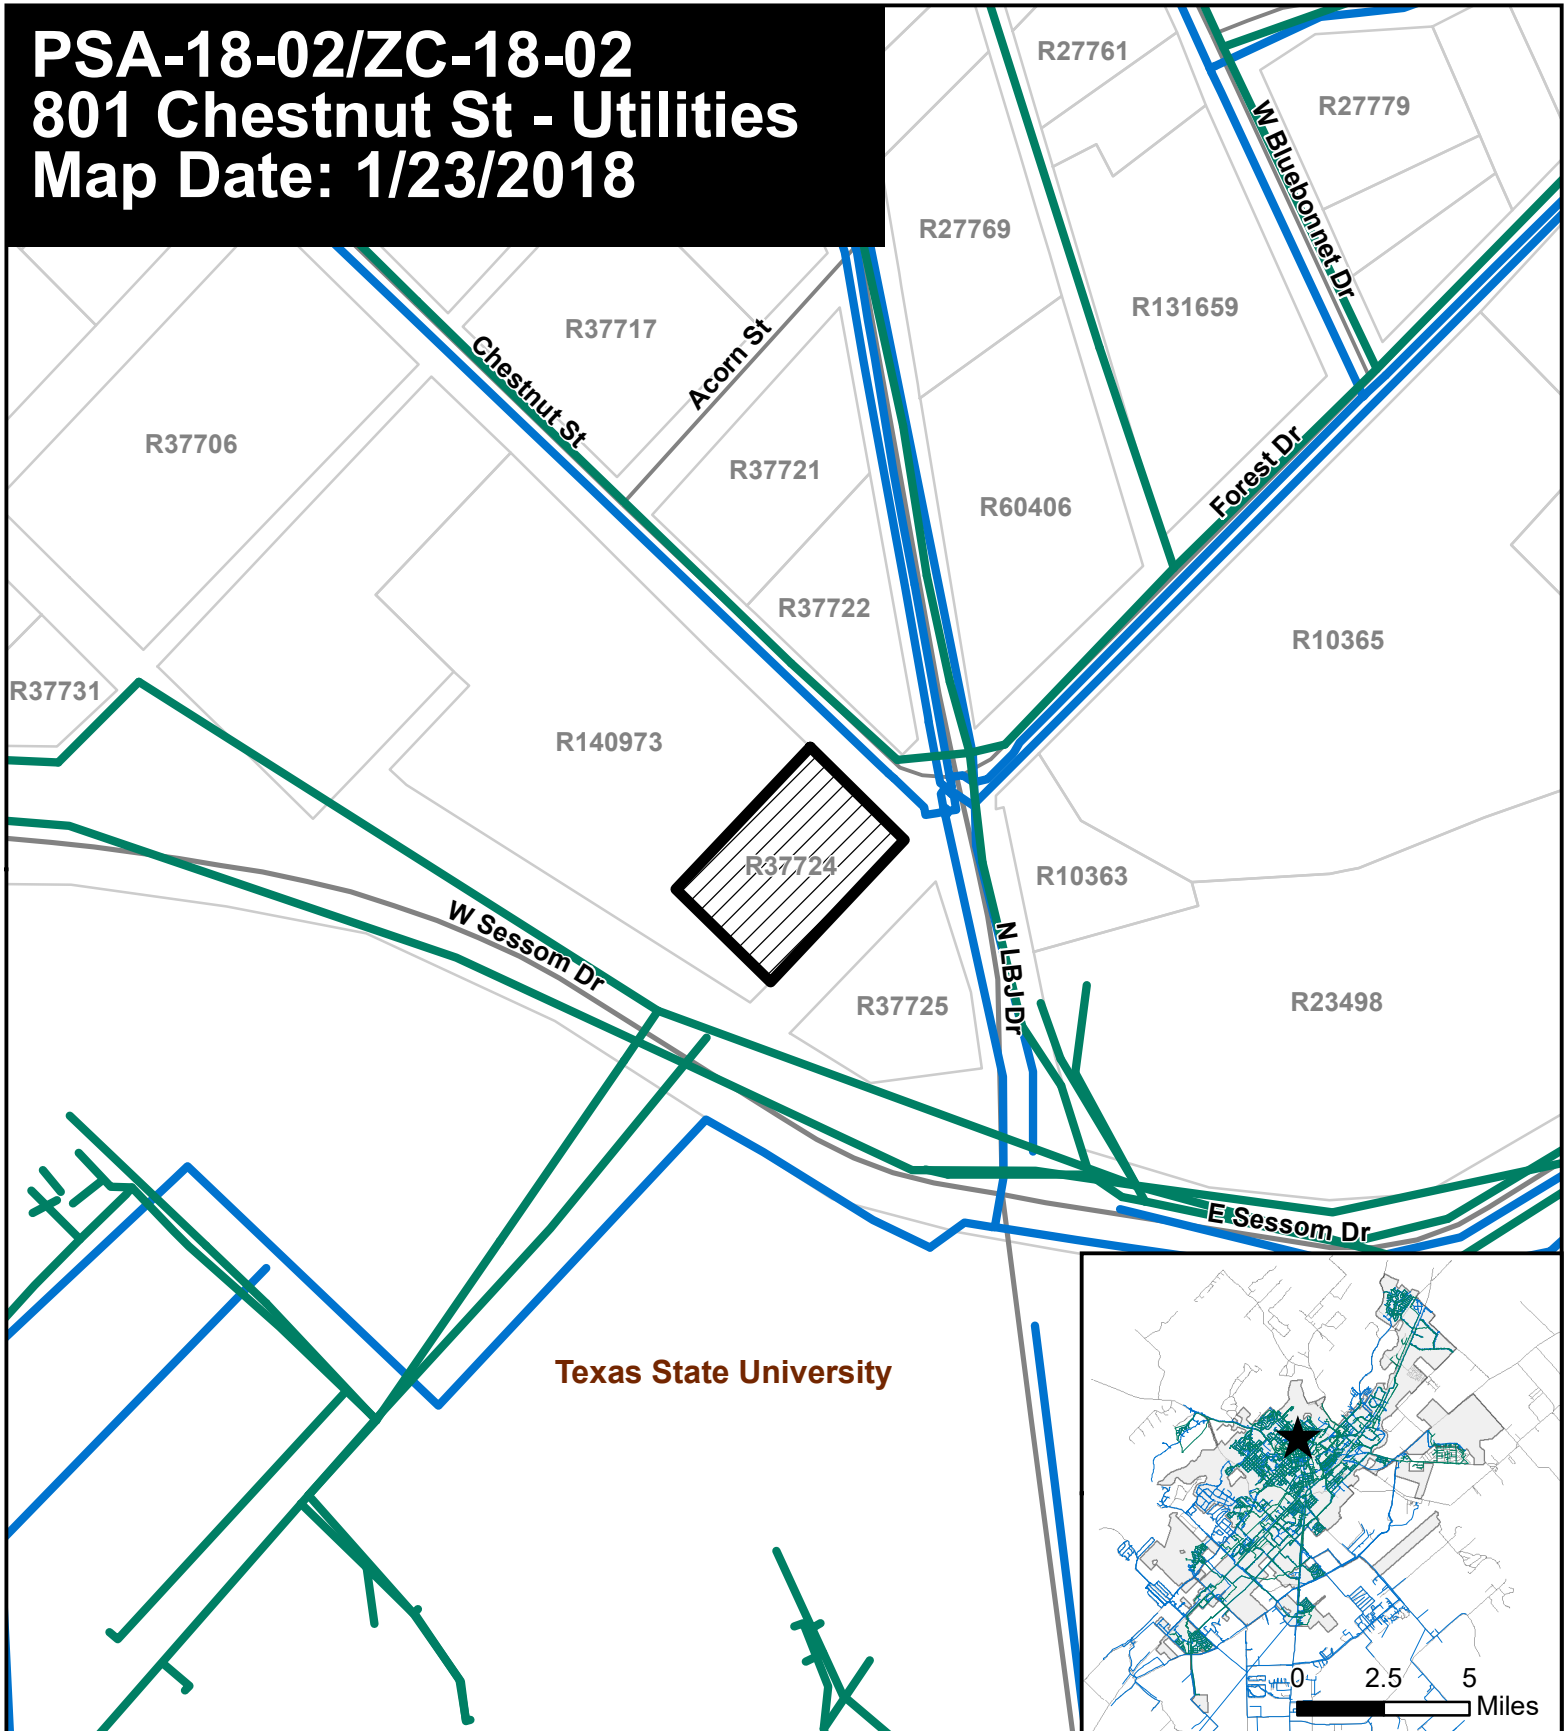 PSA-18-02/ZC-18-02
801 Chestnut St - Utilities
Map Date: 1/23/2018
R27761
R27779
W Bluebonnet Dr
R27769
R131659
R37717
Acorn St
Chestnut St
R37706
R37721
Forest Dr
R60406
R37722
R10365
R37731
R140973
R37724
R10363
W Sessom Dr
N LBJ Dr
R37725
R23498
E Sessom Dr
Texas State University
0 2.5 5
Miles